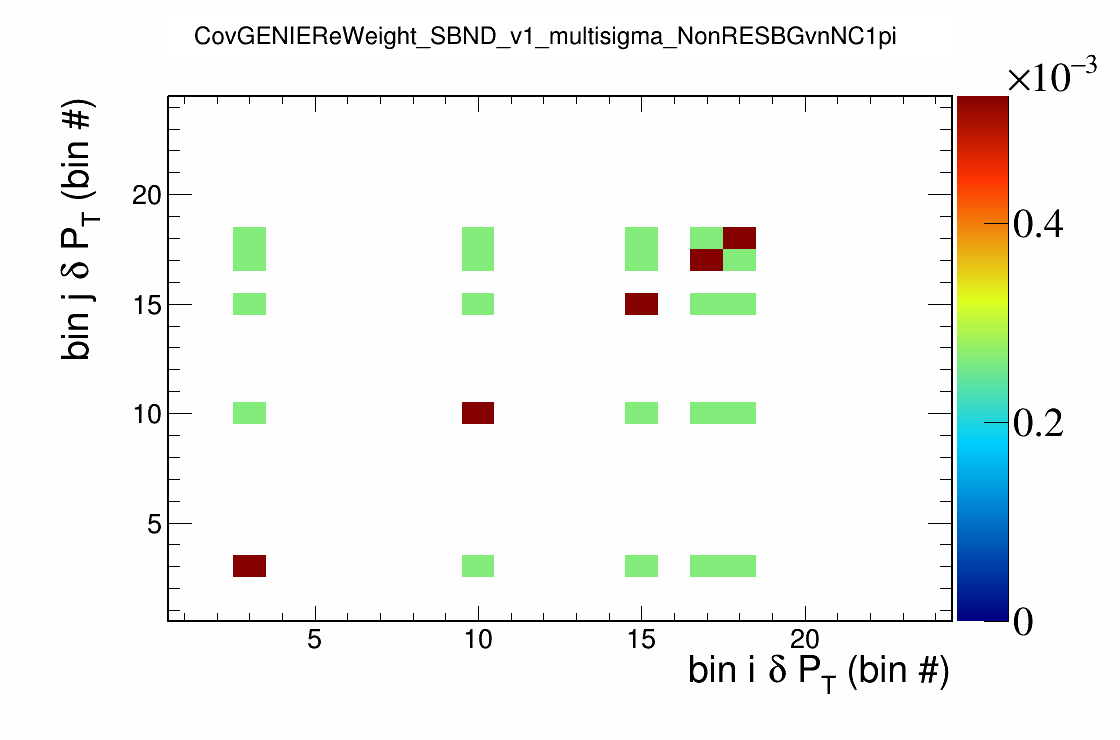 CovGENIEReWeight_SBND_v1_multisigma_NonRESBGvnNC1pi
×10⁻³
bin j δ P_T (bin #)
20
15
10
5
0.4
0.2
0
5 10 15 20
bin i δ P_T (bin #)